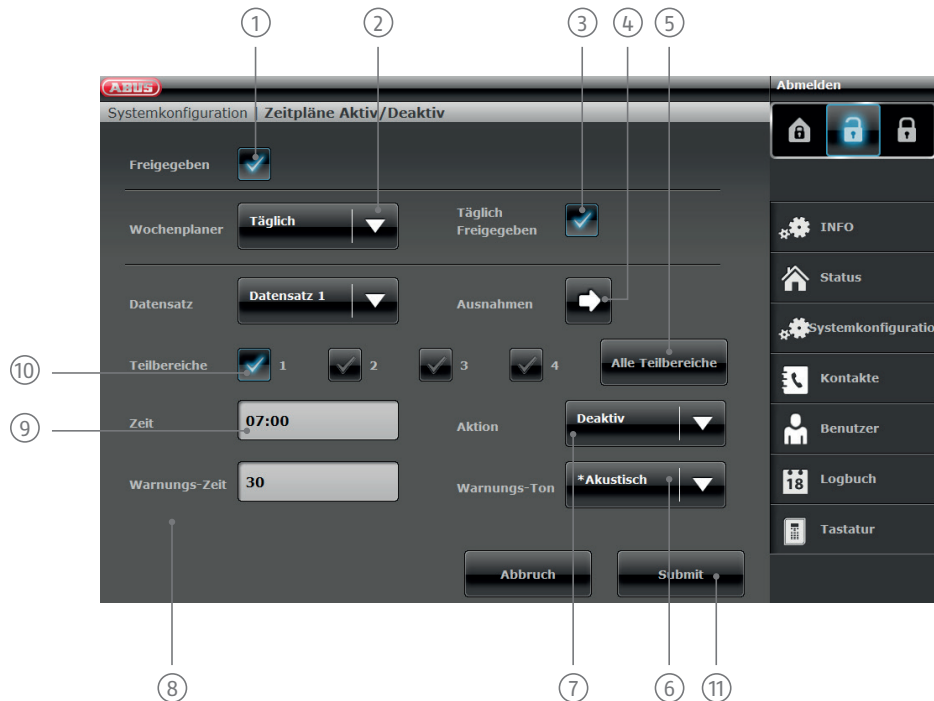 1 2 3 4 5
ABUS
Abmelden
Systemkonfiguration | Zeitpläne Aktiv/Deaktiv
Freigegeben
Wochenplaner
Täglich
Täglich
Freigegeben
Datensatz
Datensatz 1
Ausnahmen
Teilbereiche
1 2 3 4
Alle Teilbereiche
Zeit
07:00
Aktion
Deaktiv
Warnungs-Zeit
30
Warnungs-Ton
*Akustisch
Abbruch
Submit
INFO
Status
Systemkonfiguratio
Kontakte
Benutzer
18
Logbuch
Tastatur
10
9
8 7 6 11